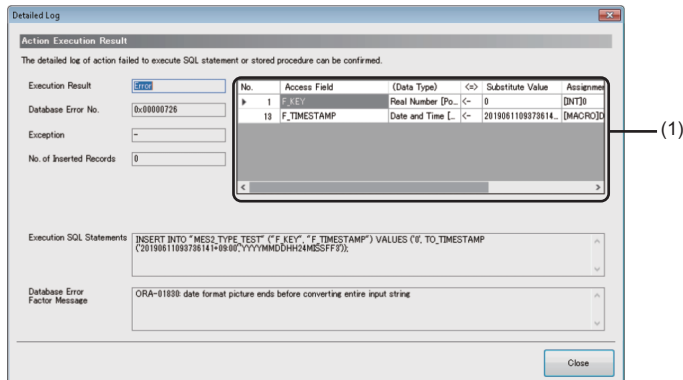 Detailed Log
Action Execution Result
The detailed log of action failed to execute SQL statement or stored procedure can be confirmed.
Execution Result Error
Database Error No. 0x00000726
Exception -
No. of Inserted Records 0
No. Access Field (Data Type) <=> Substitute Value Assignmen
1 F_KEY Real Number [Po... <- 0 [INT]0
13 F_TIMESTAMP Date and Time [... <- 2019061109373614... [MACRO]D
(1)
Execution SQL Statements INSERT INTO "MES2_TYPE_TEST" ("F_KEY", "F_TIMESTAMP") VALUES ('0', TO_TIMESTAMP
('20190611093736141+09:00','YYYYMMDDHH24MISSFF3'));
Database Error
Factor Message
ORA-01830: date format picture ends before converting entire input string
Close